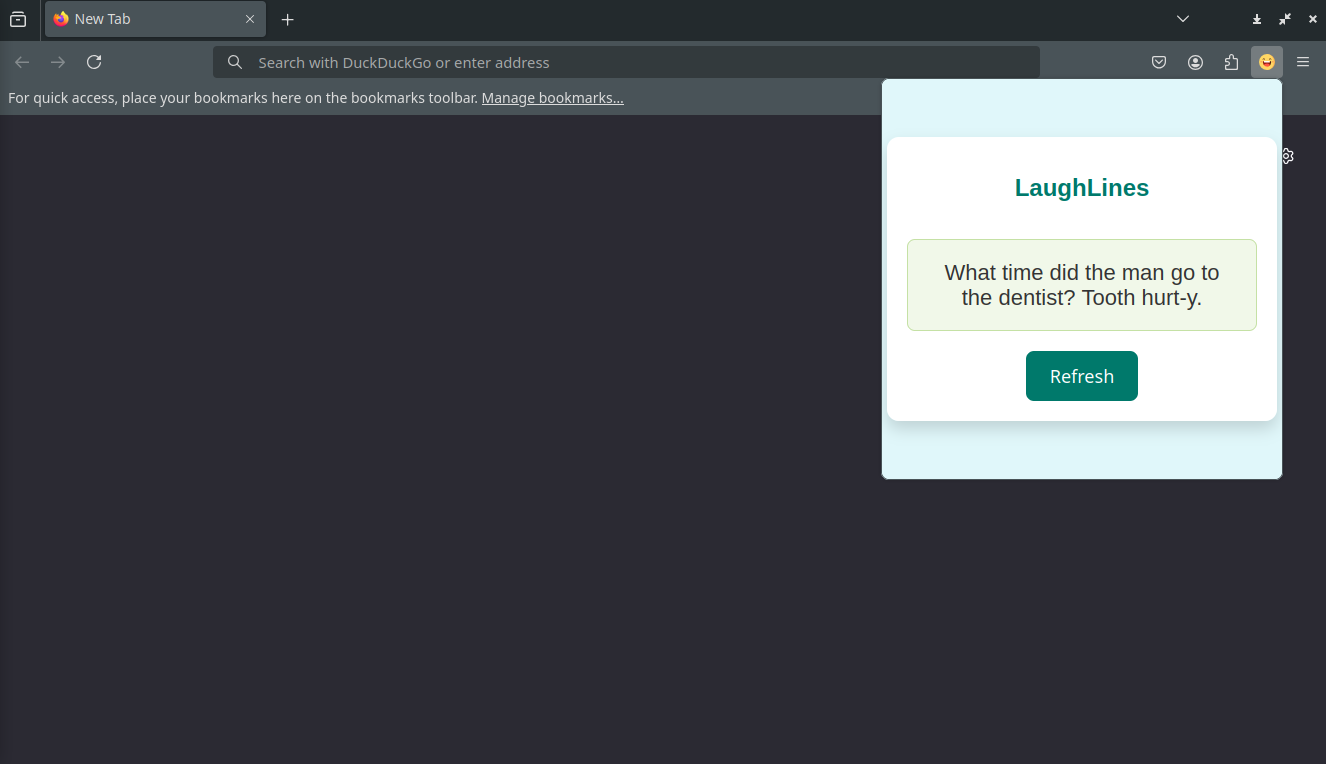 New Tab
Search with DuckDuckGo or enter address
For quick access, place your bookmarks here on the bookmarks toolbar. Manage bookmarks...
LaughLines
What time did the man go to
the dentist? Tooth hurt-y.
Refresh